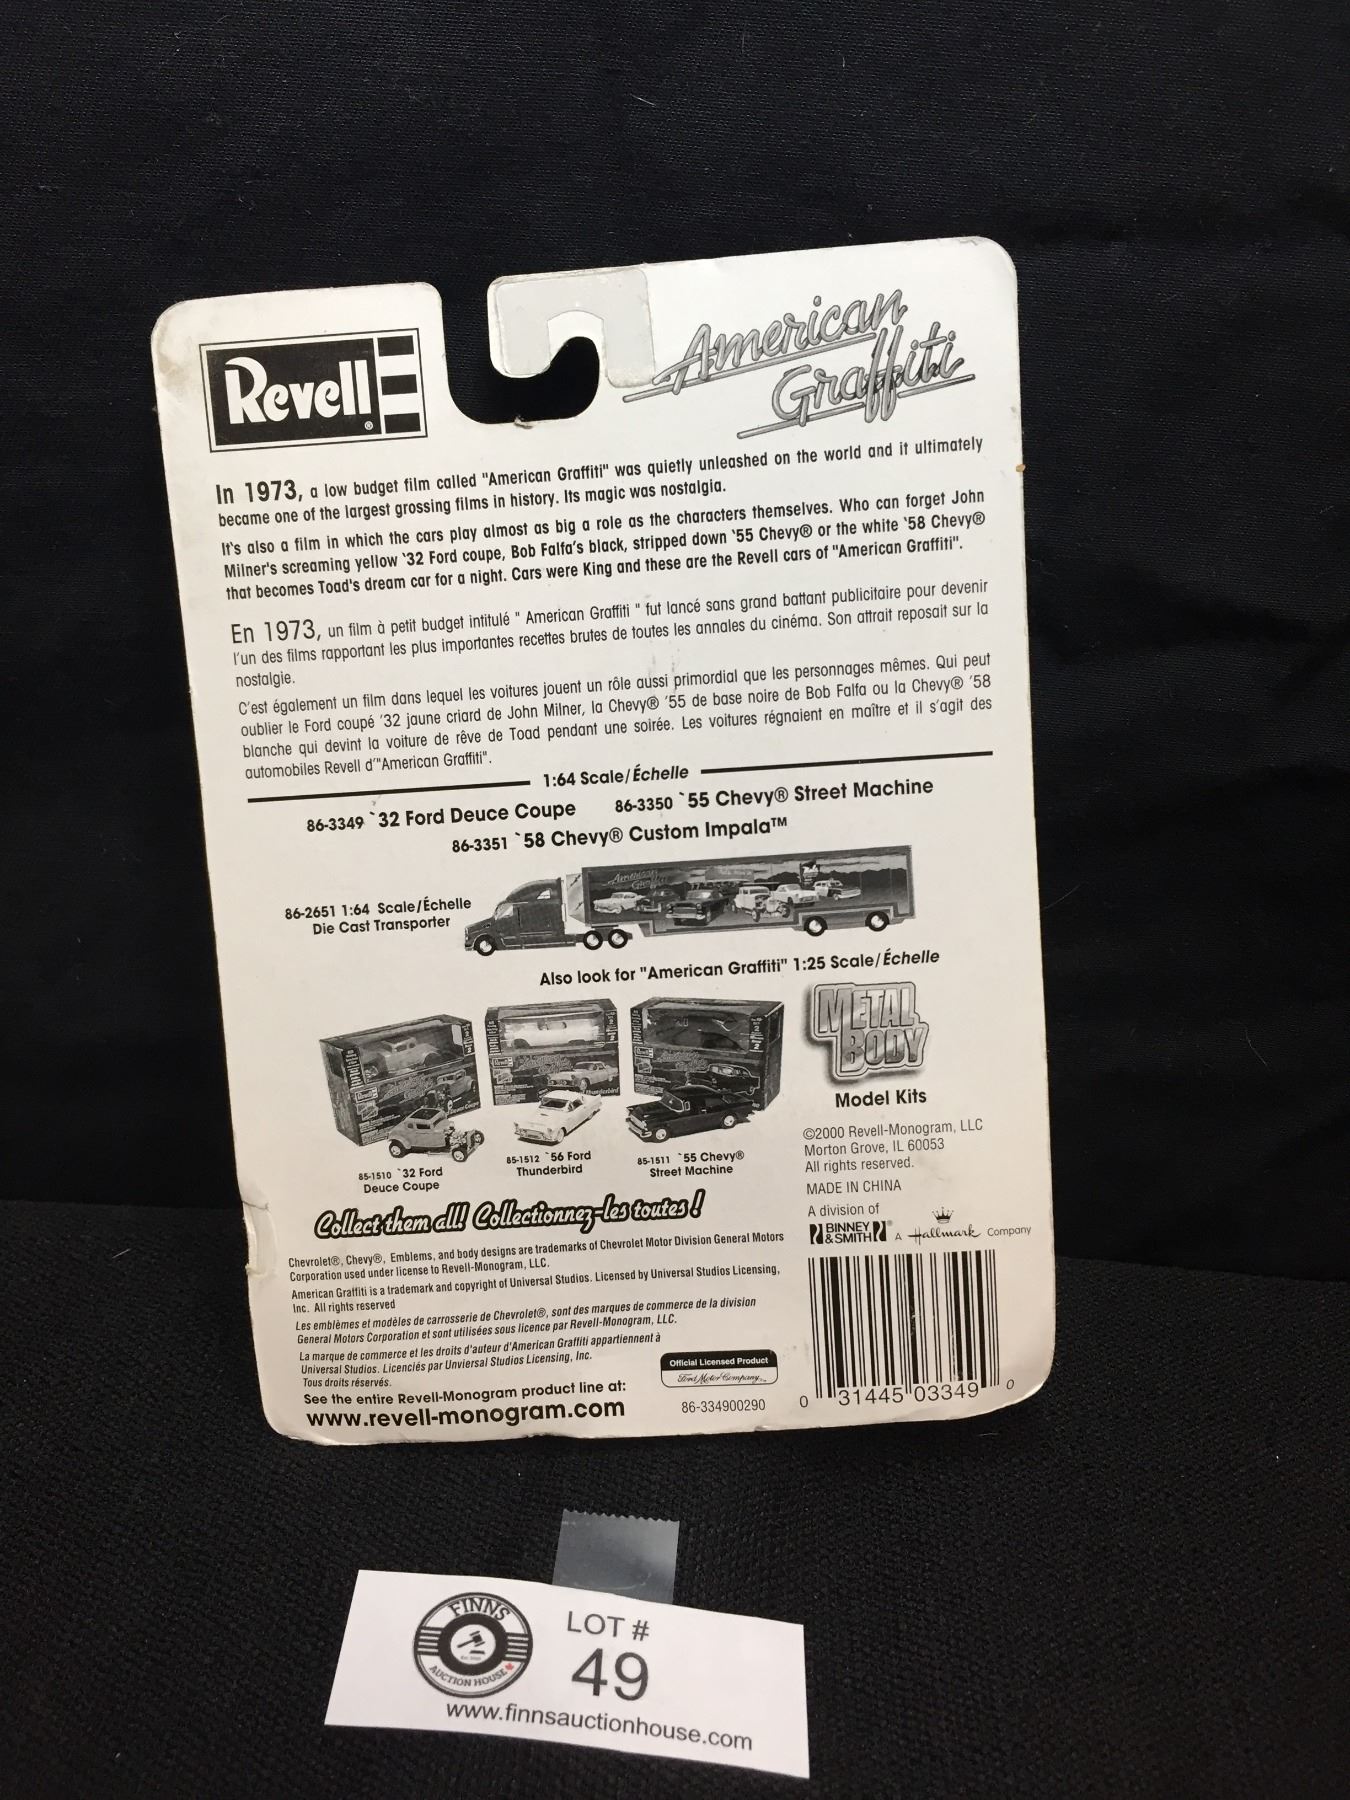 Revell®
American
Graffiti
In 1973, a low budget film called "American Graffiti" was quietly unleashed on the world and it ultimately
became one of the largest grossing films in history. Its magic was nostalgia.
It's also a film in which the cars play almost as big a role as the characters themselves. Who can forget John
Milner's screaming yellow `32 Ford coupe, Bob Falfa's black, stripped down `55 Chevy® or the white `58 Chevy®
that becomes Toad's dream car for a night. Cars were King and these are the Revell cars of "American Graffiti".
En 1973, un film à petit budget intitulé " American Graffiti " fut lancé sans grand battant publicitaire pour devenir
l'un des films rapportant les plus importantes recettes brutes de toutes les annales du cinéma. Son attrait reposait sur la
nostalgie.
C'est également un film dans lequel les voitures jouent un rôle aussi primordial que les personnages mêmes. Qui peut
oublier le Ford coupé '32 jaune criard de John Milner, la Chevy® '55 de base noire de Bob Falfa ou la Chevy® '58
blanche qui devint la voiture de rêve de Toad pendant une soirée. Les voitures régnaient en maître et il s'agit des
automobiles Revell d'"American Graffiti".
1:64 Scale/Échelle
86-3349 `32 Ford Deuce Coupe 86-3350 `55 Chevy® Street Machine
86-3351 `58 Chevy® Custom Impala™
86-2651 1:64 Scale/Échelle
Die Cast Transporter
American
Graffiti
Also look for "American Graffiti" 1:25 Scale/Échelle
METAL
BODY
Model Kits
Revell
Revell
85-1510 `32 Ford
Deuce Coupe
85-1512 `56 Ford
Thunderbird
85-1511 `55 Chevy®
Street Machine
©2000 Revell-Monogram, LLC
Morton Grove, IL 60053
All rights reserved.
MADE IN CHINA
A division of
BINNEY
&SMITH® A Hallmark Company
Collect them all! Collectionnez-les toutes!
Chevrolet®, Chevy®, Emblems, and body designs are trademarks of Chevrolet Motor Division General Motors
Corporation used under license to Revell-Monogram, LLC.
American Graffiti is a trademark and copyright of Universal Studios. Licensed by Universal Studios Licensing,
Inc. All rights reserved
Les emblèmes et modèles de carrosserie de Chevrolet®, sont des marques de commerce de la division
General Motors Corporation et sont utilisées sous licence par Revell-Monogram, LLC.
La marque de commerce et les droits d'auteur d'American Graffiti appartiennent à
Universal Studios. Licenciés par Unviersal Studios Licensing, Inc.
Tous droits réservés.
See the entire Revell-Monogram product line at:
www.revell-monogram.com
Official Licensed Product
Ford Motor Company
86-334900290
0 31445 03349 0
FINNS
AUCTION HOUSE
LOT #
49
www.finnsauctionhouse.com